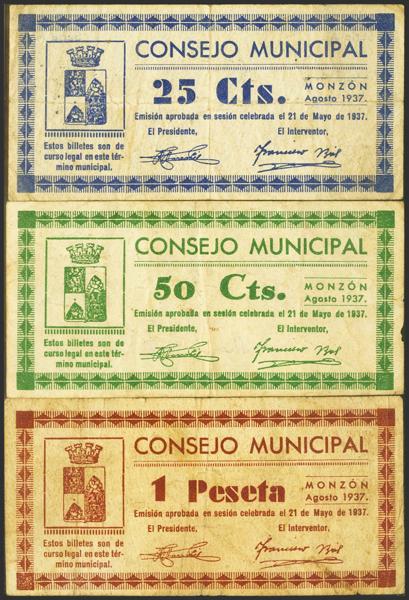 CONSEJO MUNICIPAL
25 Cts.
MONZÓN
Agosto 1937.
Emisión aprobada en sesión celebrada el 21 de Mayo de 1937.
El Presidente,
El Interventor,
Francisco
Estos billetes son de
curso legal en este tér-
mino municipal.
CONSEJO MUNICIPAL
50 Cts.
MONZÓN
Agosto 1937.
Emisión aprobada en sesión celebrada el 21 de Mayo de 1937.
El Presidente,
El Interventor,
Francisco
Estos billetes son de
curso legal en este tér-
mino municipal.
CONSEJO MUNICIPAL
1 Peseta
MONZÓN
Agosto 1937.
Emisión aprobada en sesión celebrada el 21 de Mayo de 1937.
El Presidente,
El Interventor,
Francisco
Estos billetes son de
curso legal en este tér-
mino municipal.